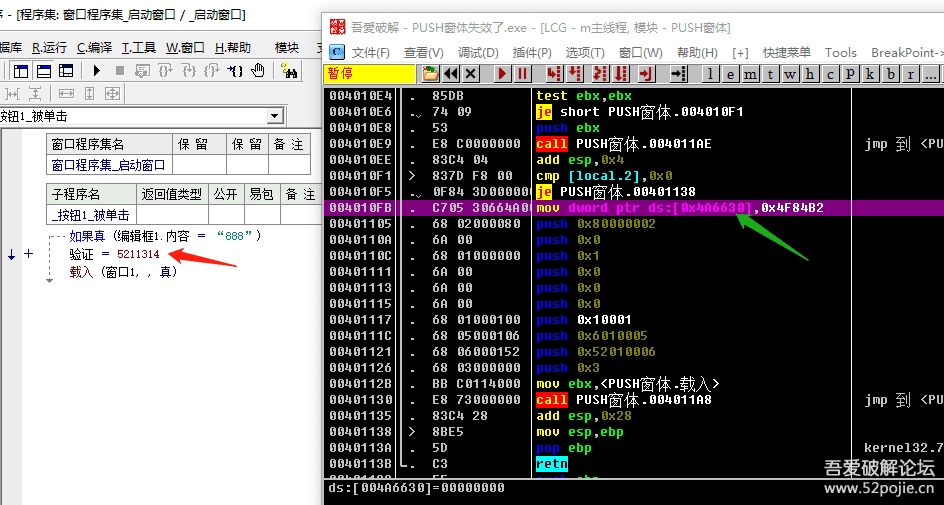 - [程序集: 窗口程序集_启动窗口 / _启动窗口]
据库 R.运行 C.编译 T.工具 W.窗口 H.帮助 模块
按钮1_被单击
窗口程序集名 保 留 保 留 备 注
窗口程序集_启动窗口
子程序名 返回值类型 公开 易包 备 注
_按钮1_被单击
如果真 (编辑框1.内容 = “888”)
验证 = 5211314
载入 (窗口1, , 真)
吾爱破解 - PUSH窗体失效了.exe - [LCG - m主线程, 模块 - PUSH窗体]
文件(F) 查看(V) 调试(D) 插件(P) 选项(T) 窗口(W) 帮助(H) [+] 快捷菜单 Tools BreakPoint->
暂停 l e m t w h c p k b r ...
004010E4 . 85DB test ebx,ebx
004010E6 . 74 09 je short PUSH窗体.004010F1
004010E8 . 53 push ebx
004010E9 . E8 C0000000 call PUSH窗体.004011AE jmp 到 <PU
004010EE . 83C4 04 add esp,0x4
004010F1 > 837D F8 00 cmp [local.2],0x0
004010F5 . 0F84 3D000000 je PUSH窗体.00401138
004010FB . C705 30664A00 mov dword ptr ds:[0x4A6630],0x4F84B2
00401105 . 68 02000080 push 0x80000002
0040110A . 6A 00 push 0x0
0040110C . 68 01000000 push 0x1
00401111 . 6A 00 push 0x0
00401113 . 6A 00 push 0x0
00401115 . 6A 00 push 0x0
00401117 . 68 01000100 push 0x10001
0040111C . 68 05000106 push 0x6010005
00401121 . 68 06000152 push 0x52010006
00401126 . 68 03000000 push 0x3
0040112B . BB C0114000 mov ebx,<PUSH窗体.载入>
00401130 . E8 73000000 call PUSH窗体.004011A8 jmp 到 <PU
00401135 . 83C4 28 add esp,0x28
00401138 > 8BE5 mov esp,ebp
0040113A . 5D pop ebp kernel32.7
0040113B . C3 retn
ds:[004A6630]=00000000
吾爱破解论坛
www.52pojie.cn